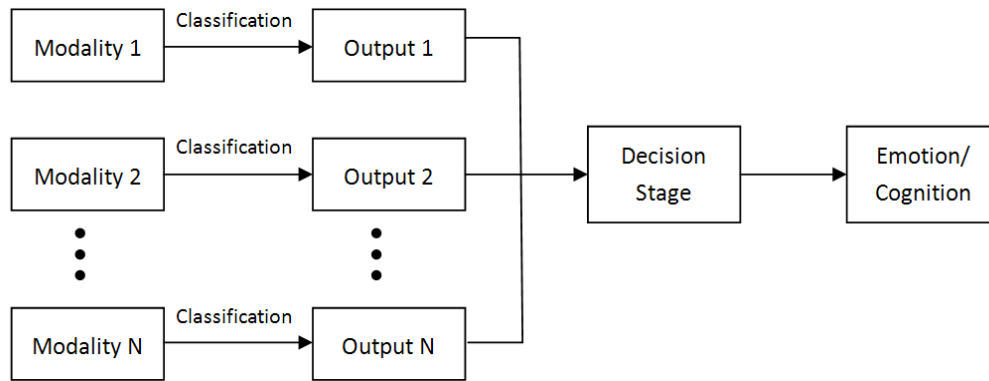 Classification
Modality 1
Output 1
Classification
Modality 2
Output 2
Decision
Stage
Emotion/
Cognition
Classification
Modality N
Output N